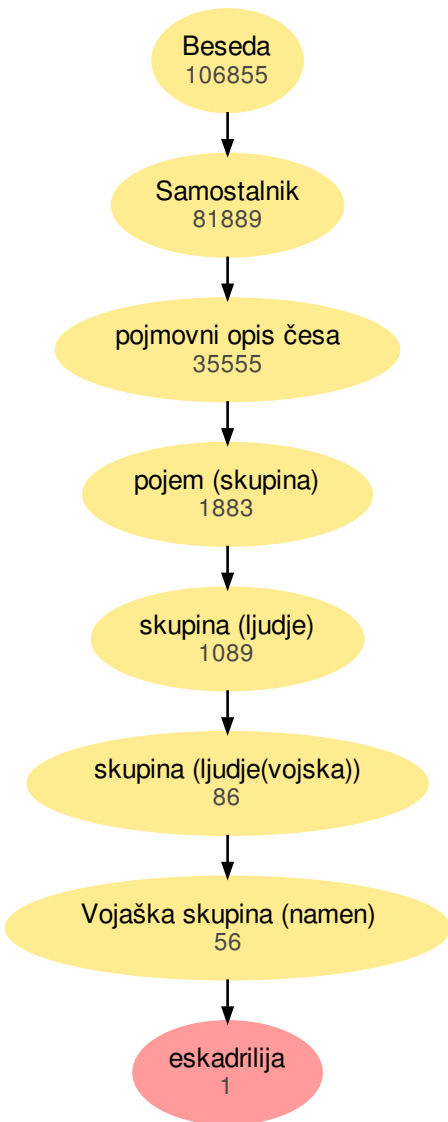 Beseda
106855
Samostalnik
81889
pojmovni opis česa
35555
pojem (skupina)
1883
skupina (ljudje)
1089
skupina (ljudje(vojska))
86
Vojaška skupina (namen)
56
eskadrilija
1